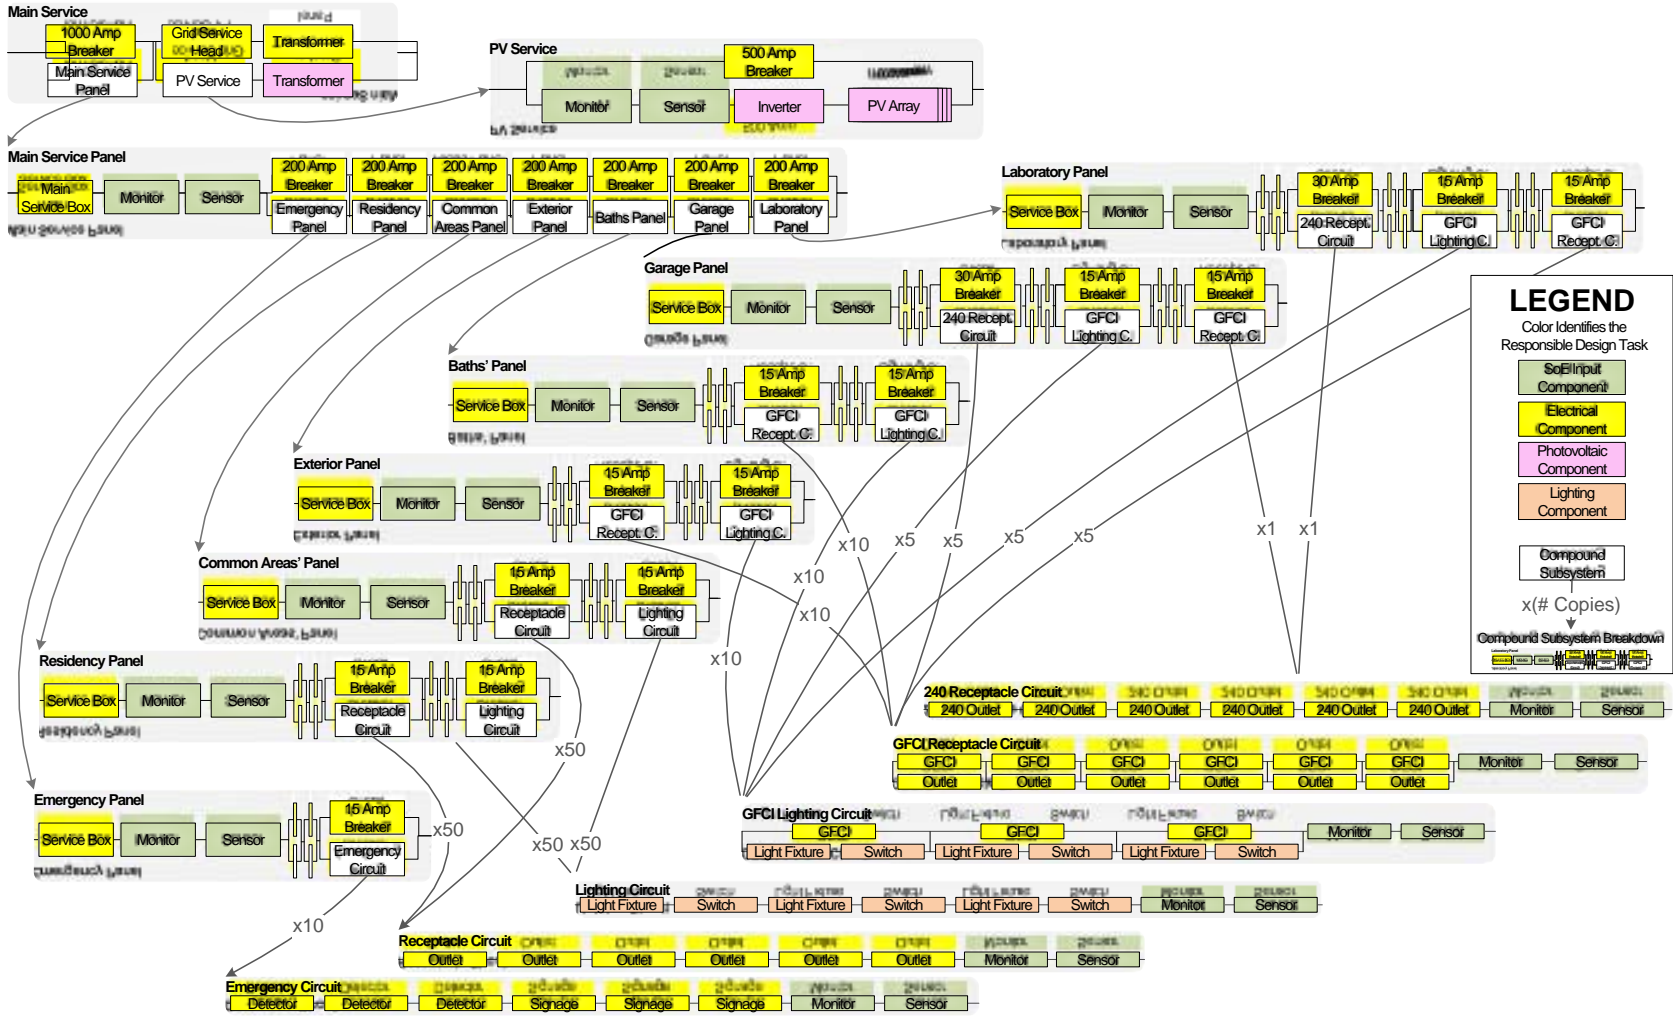 Main Service
1000 Amp
Breaker
Grid Service
Head
Transformer
Main Service
Panel
PV Service
Transformer
PV Service
500 Amp
Breaker
Monitor
Sensor
Inverter
PV Array
Main Service Panel
Main
Service Box
Monitor
Sensor
200 Amp
Breaker
200 Amp
Breaker
200 Amp
Breaker
200 Amp
Breaker
200 Amp
Breaker
200 Amp
Breaker
200 Amp
Breaker
Emergency
Panel
Residency
Panel
Common
Areas Panel
Exterior
Panel
Baths Panel
Garage
Panel
Laboratory
Panel
Laboratory Panel
Service Box
Monitor
Sensor
30 Amp
Breaker
15 Amp
Breaker
15 Amp
Breaker
240 Recept.
Circuit
GFCI
Lighting C.
GFCI
Recept. C.
Garage Panel
Service Box
Monitor
Sensor
30 Amp
Breaker
15 Amp
Breaker
15 Amp
Breaker
240 Recept.
Circuit
GFCI
Lighting C.
GFCI
Recept. C.
LEGEND
Color Identifies the
Responsible Design Task
SoEIInput
Component
Electrical
Component
Photovoltaic
Component
Lighting
Component
Compound
Subsystem
x(# Copies)
Compound Subsystem Breakdown
Baths' Panel
Service Box
Monitor
Sensor
15 Amp
Breaker
15 Amp
Breaker
GFCI
Recept. C.
GFCI
Lighting C.
Exterior Panel
Service Box
Monitor
Sensor
15 Amp
Breaker
15 Amp
Breaker
GFCI
Recept. C.
GFCI
Lighting C.
x10
x5
x5
x5
x5
x1
x1
x10
x10
x10
Common Areas' Panel
Service Box
Monitor
Sensor
15 Amp
Breaker
15 Amp
Breaker
Receptacle
Circuit
Lighting
Circuit
Residency Panel
Service Box
Monitor
Sensor
15 Amp
Breaker
15 Amp
Breaker
Receptacle
Circuit
Lighting
Circuit
x50
Emergency Panel
Service Box
Monitor
Sensor
15 Amp
Breaker
Emergency
Circuit
x50
x50
x50
x10
240 Receptacle Circuit
240 Outlet
240 Outlet
240 Outlet
240 Outlet
240 Outlet
240 Outlet
Monitor
Sensor
GFCI Receptacle Circuit
GFCI
GFCI
GFCI
GFCI
GFCI
GFCI
Monitor
Sensor
Outlet
Outlet
Outlet
Outlet
Outlet
Outlet
GFCI Lighting Circuit
GFCI
GFCI
GFCI
Monitor
Sensor
Light Fixture
Switch
Light Fixture
Switch
Light Fixture
Switch
Lighting Circuit
Light Fixture
Switch
Light Fixture
Switch
Light Fixture
Switch
Monitor
Sensor
Receptacle Circuit
Outlet
Outlet
Outlet
Outlet
Outlet
Outlet
Monitor
Sensor
Emergency Circuit
Detector
Detector
Detector
Signage
Signage
Signage
Monitor
Sensor